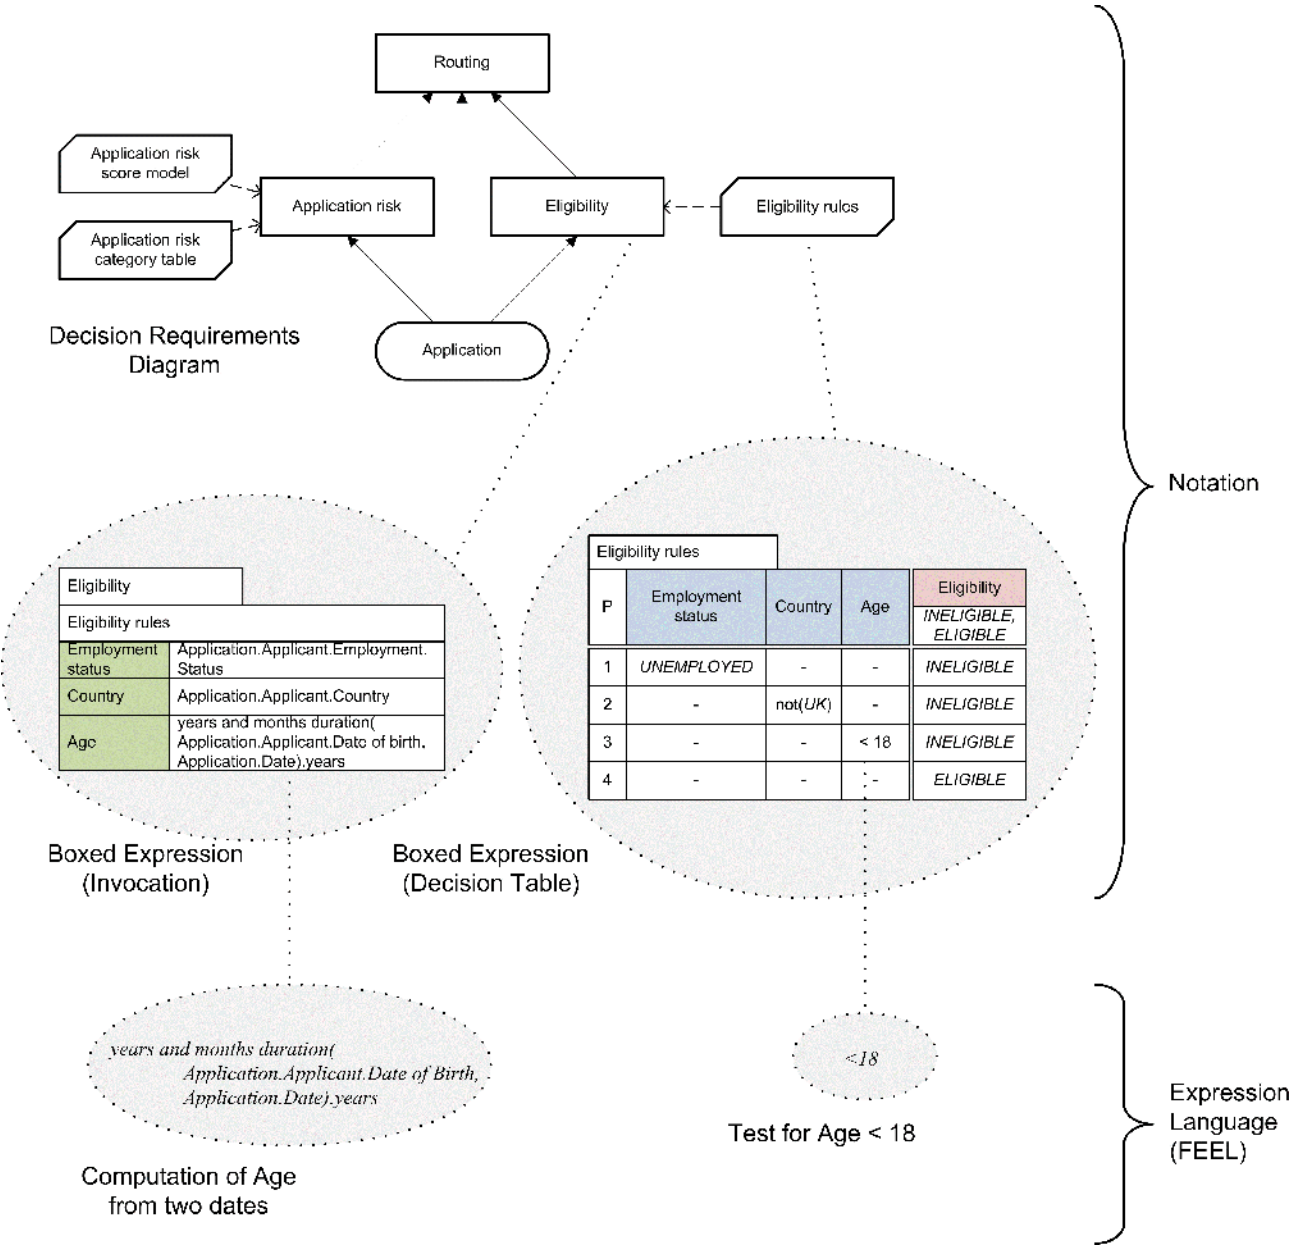 Routing
Application risk
score model
Application risk
Eligibility
Eligibility rules
Application risk
category table
Decision Requirements
Diagram
Application
Notation
Eligibility
Eligibility rules
Employment
status
Application.Applicant.Employment.
Status
Country
Application.Applicant.Country
Age
years and months duration(
Application.Applicant.Date of birth,
Application.Date).years
Boxed Expression
(Invocation)
Eligibility rules
P
Employment
status
Country
Age
Eligibility
INELIGIBLE,
ELIGIBLE
1 UNEMPLOYED - - INELIGIBLE
2 - not(UK) - INELIGIBLE
3 - - < 18 INELIGIBLE
4 - - - ELIGIBLE
Boxed Expression
(Decision Table)
years and months duration(
Application.Applicant.Date of Birth,
Application.Date).years
Computation of Age
from two dates
<18
Test for Age < 18
Expression
Language
(FEEL)